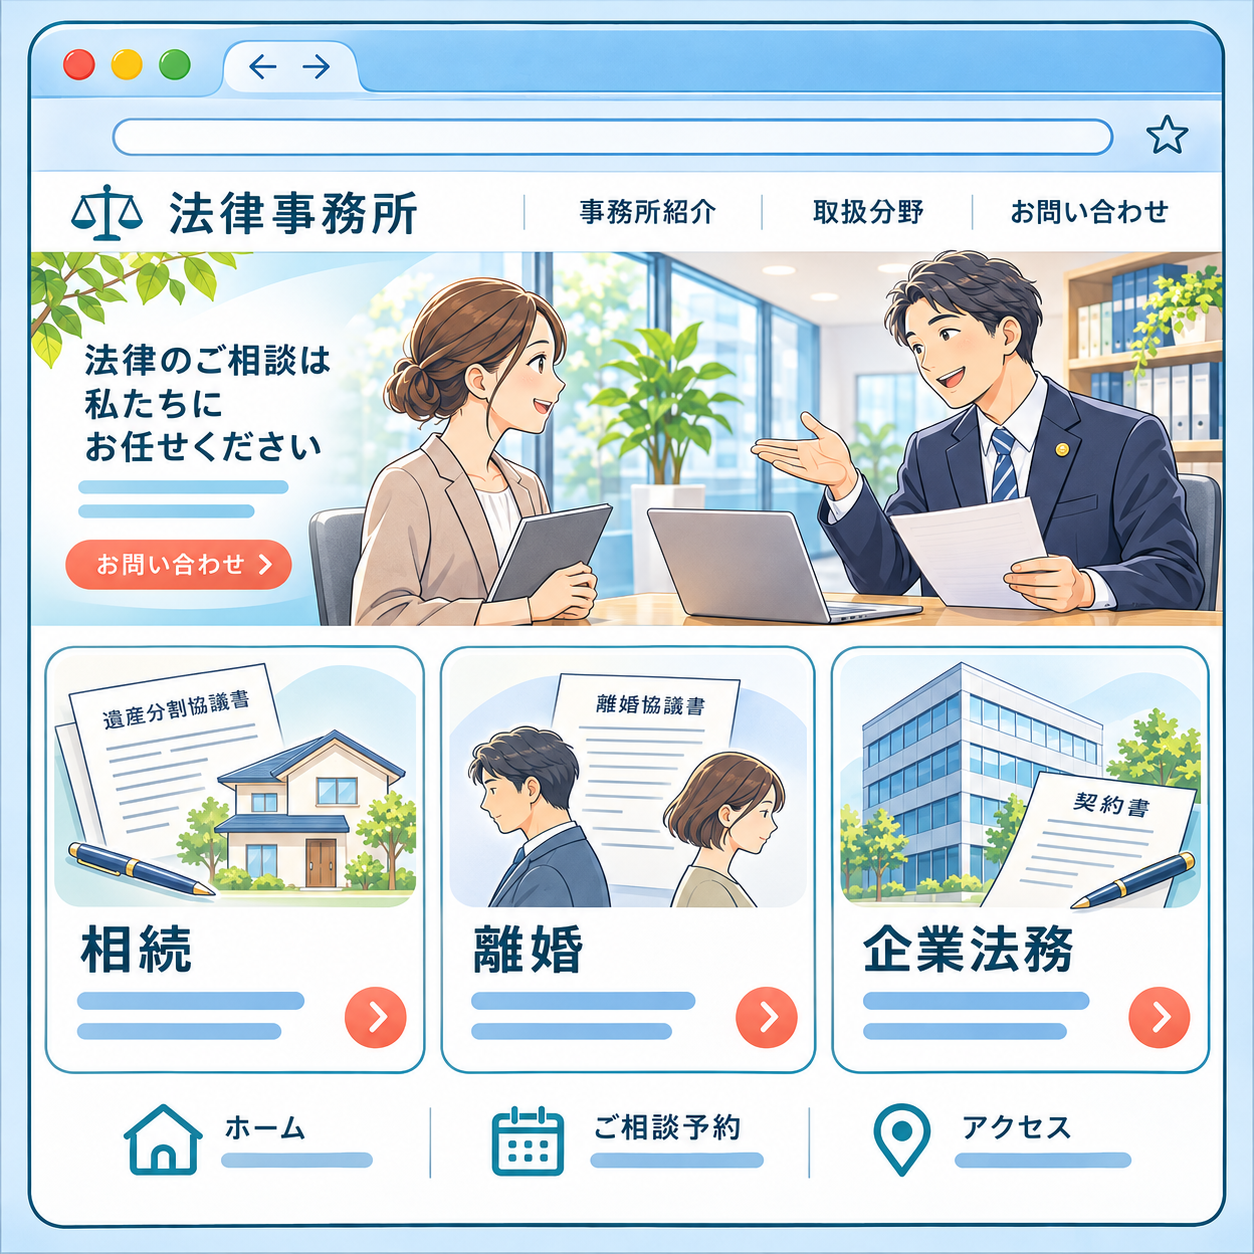 法律事務所
事務所紹介
取扱分野
お問い合わせ
法律のご相談は
私たちに
お任せください
お問い合わせ
遺産分割協議書
離婚協議書
契約書
相続
離婚
企業法務
ホーム
ご相談予約
アクセス